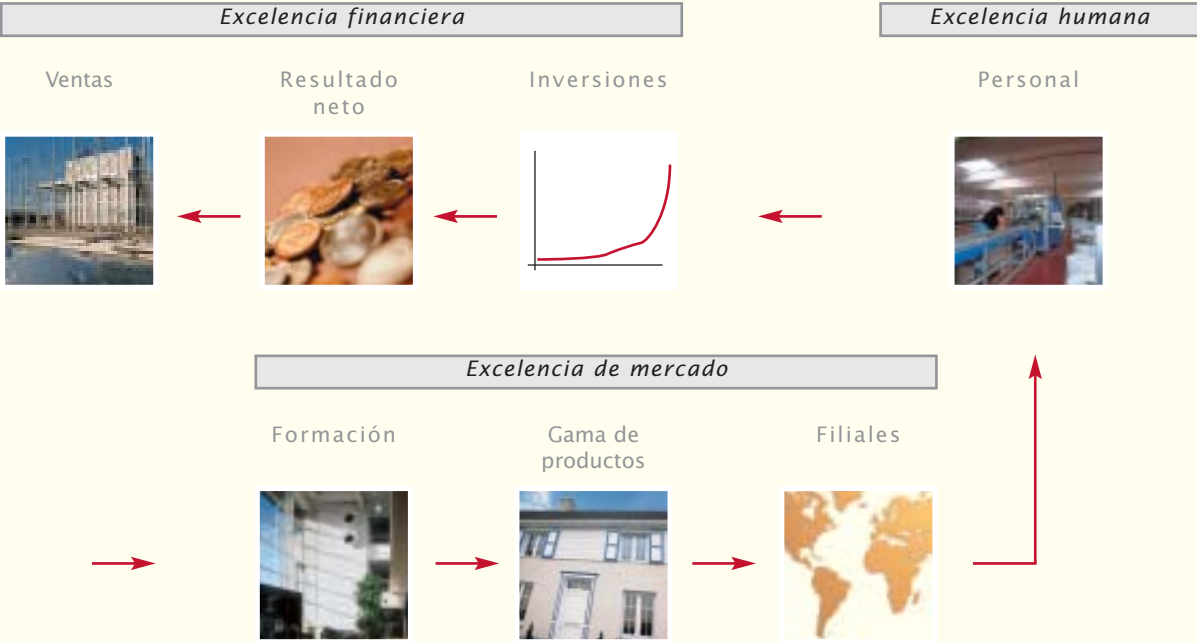 Excelencia financiera
Excelencia humana
Ventas
Resultado
neto
Inversiones
Personal
Excelencia de mercado
Formación
Gama de
productos
Filiales